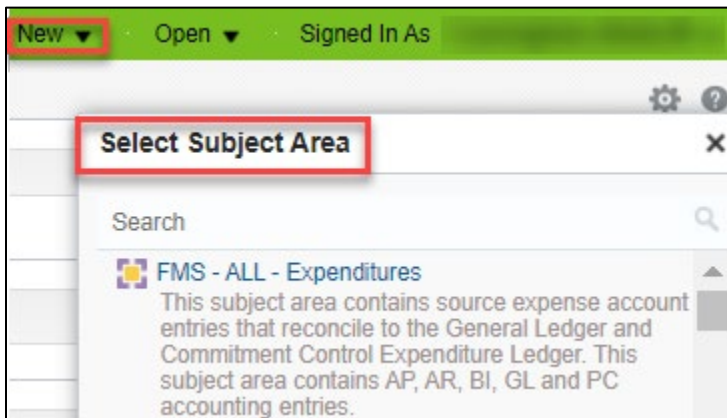 New Open Signed In As
Select Subject Area
Search
FMS - ALL - Expenditures
This subject area contains source expense account
entries that reconcile to the General Ledger and
Commitment Control Expenditure Ledger. This
subject area contains AP, AR, BI, GL and PC
accounting entries.